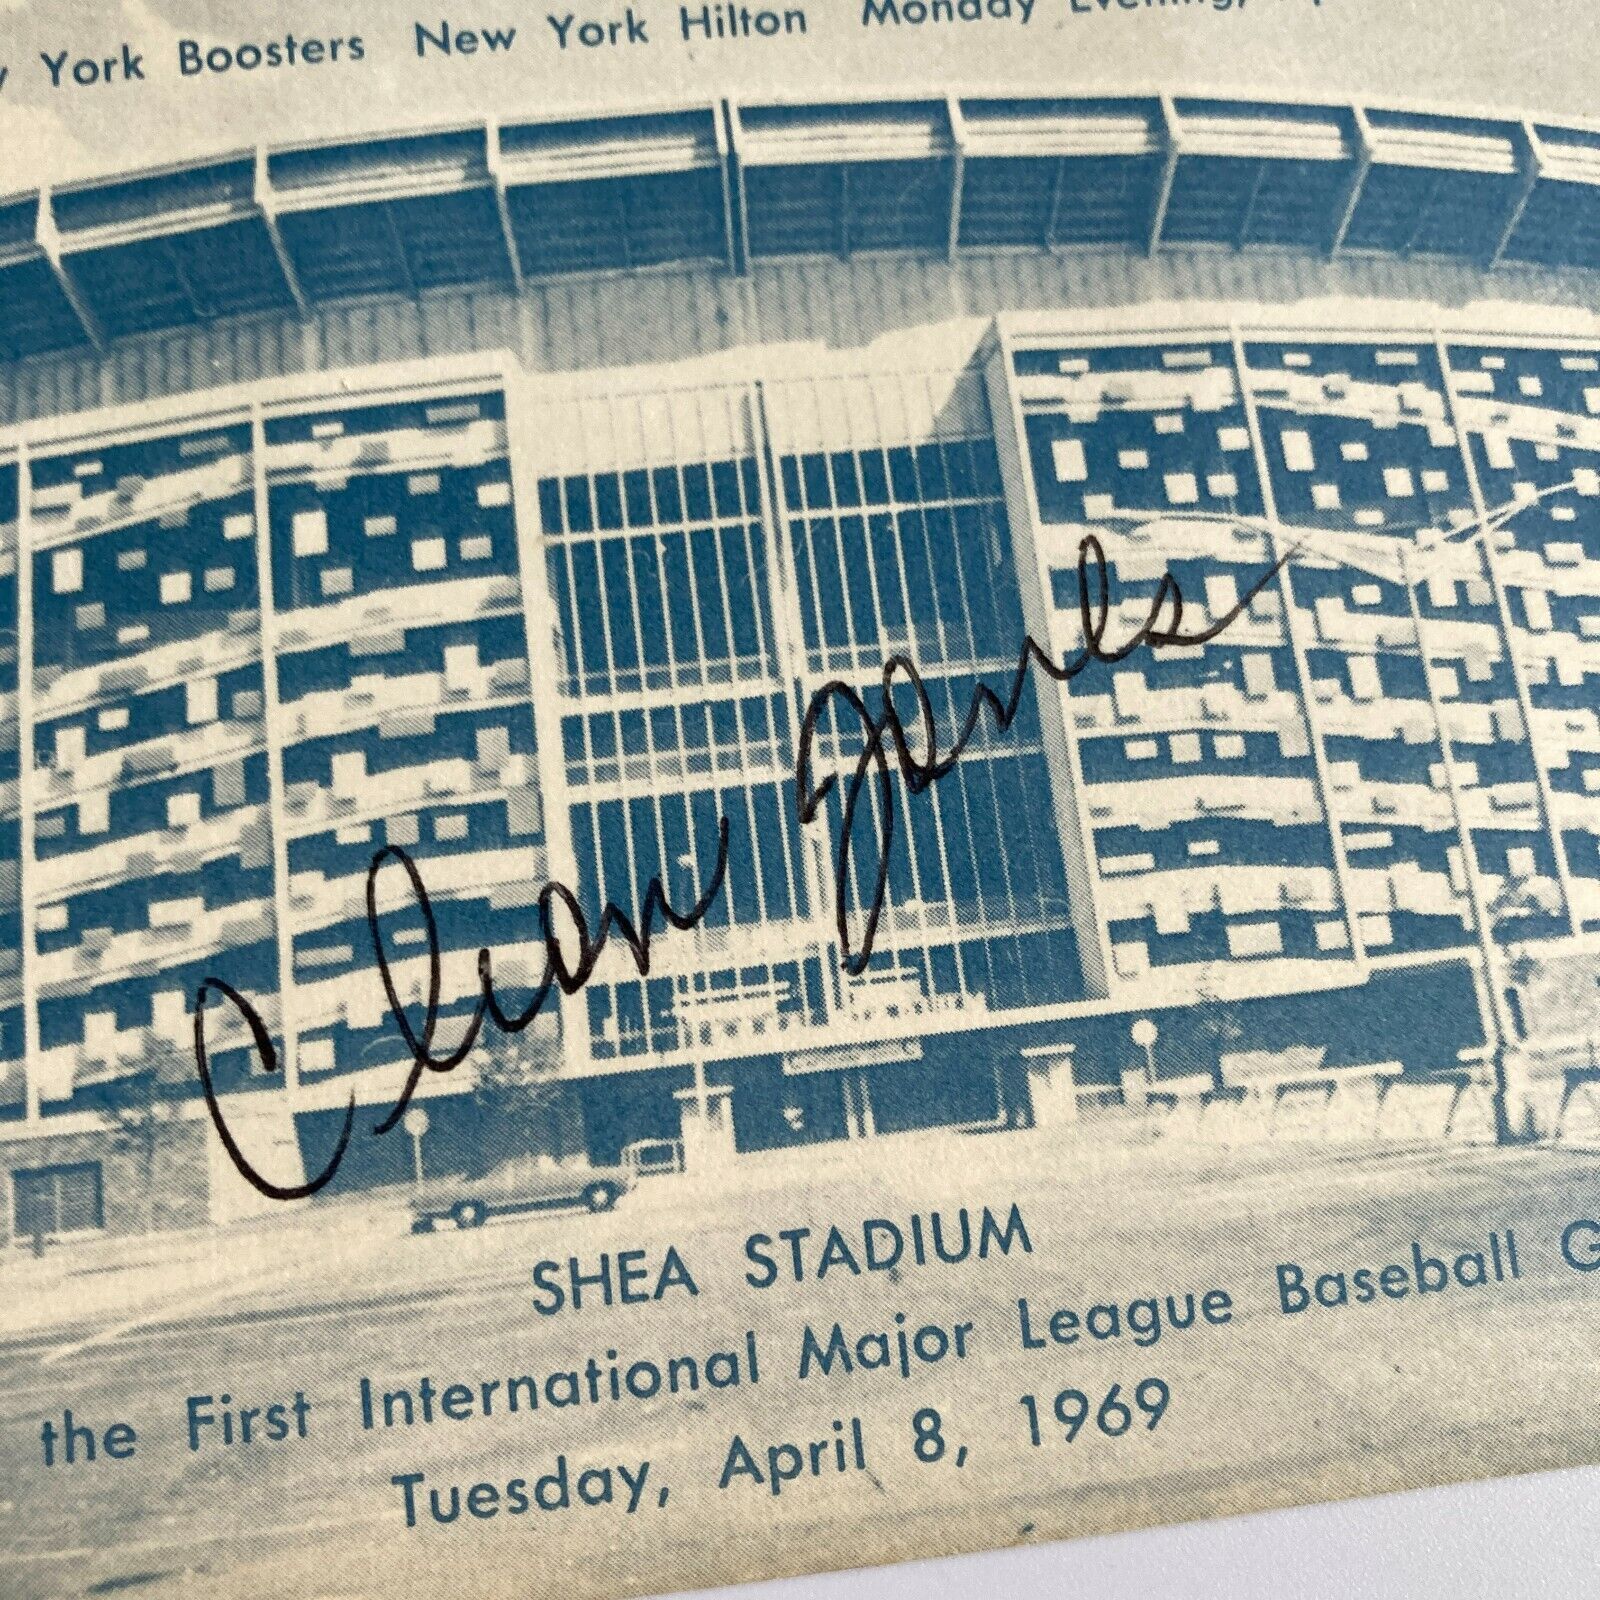 York Boosters New York Hilton Monday Evening,
Cleon Jones
SHEA STADIUM
the First International Major League Baseball G
Tuesday, April 8, 1969